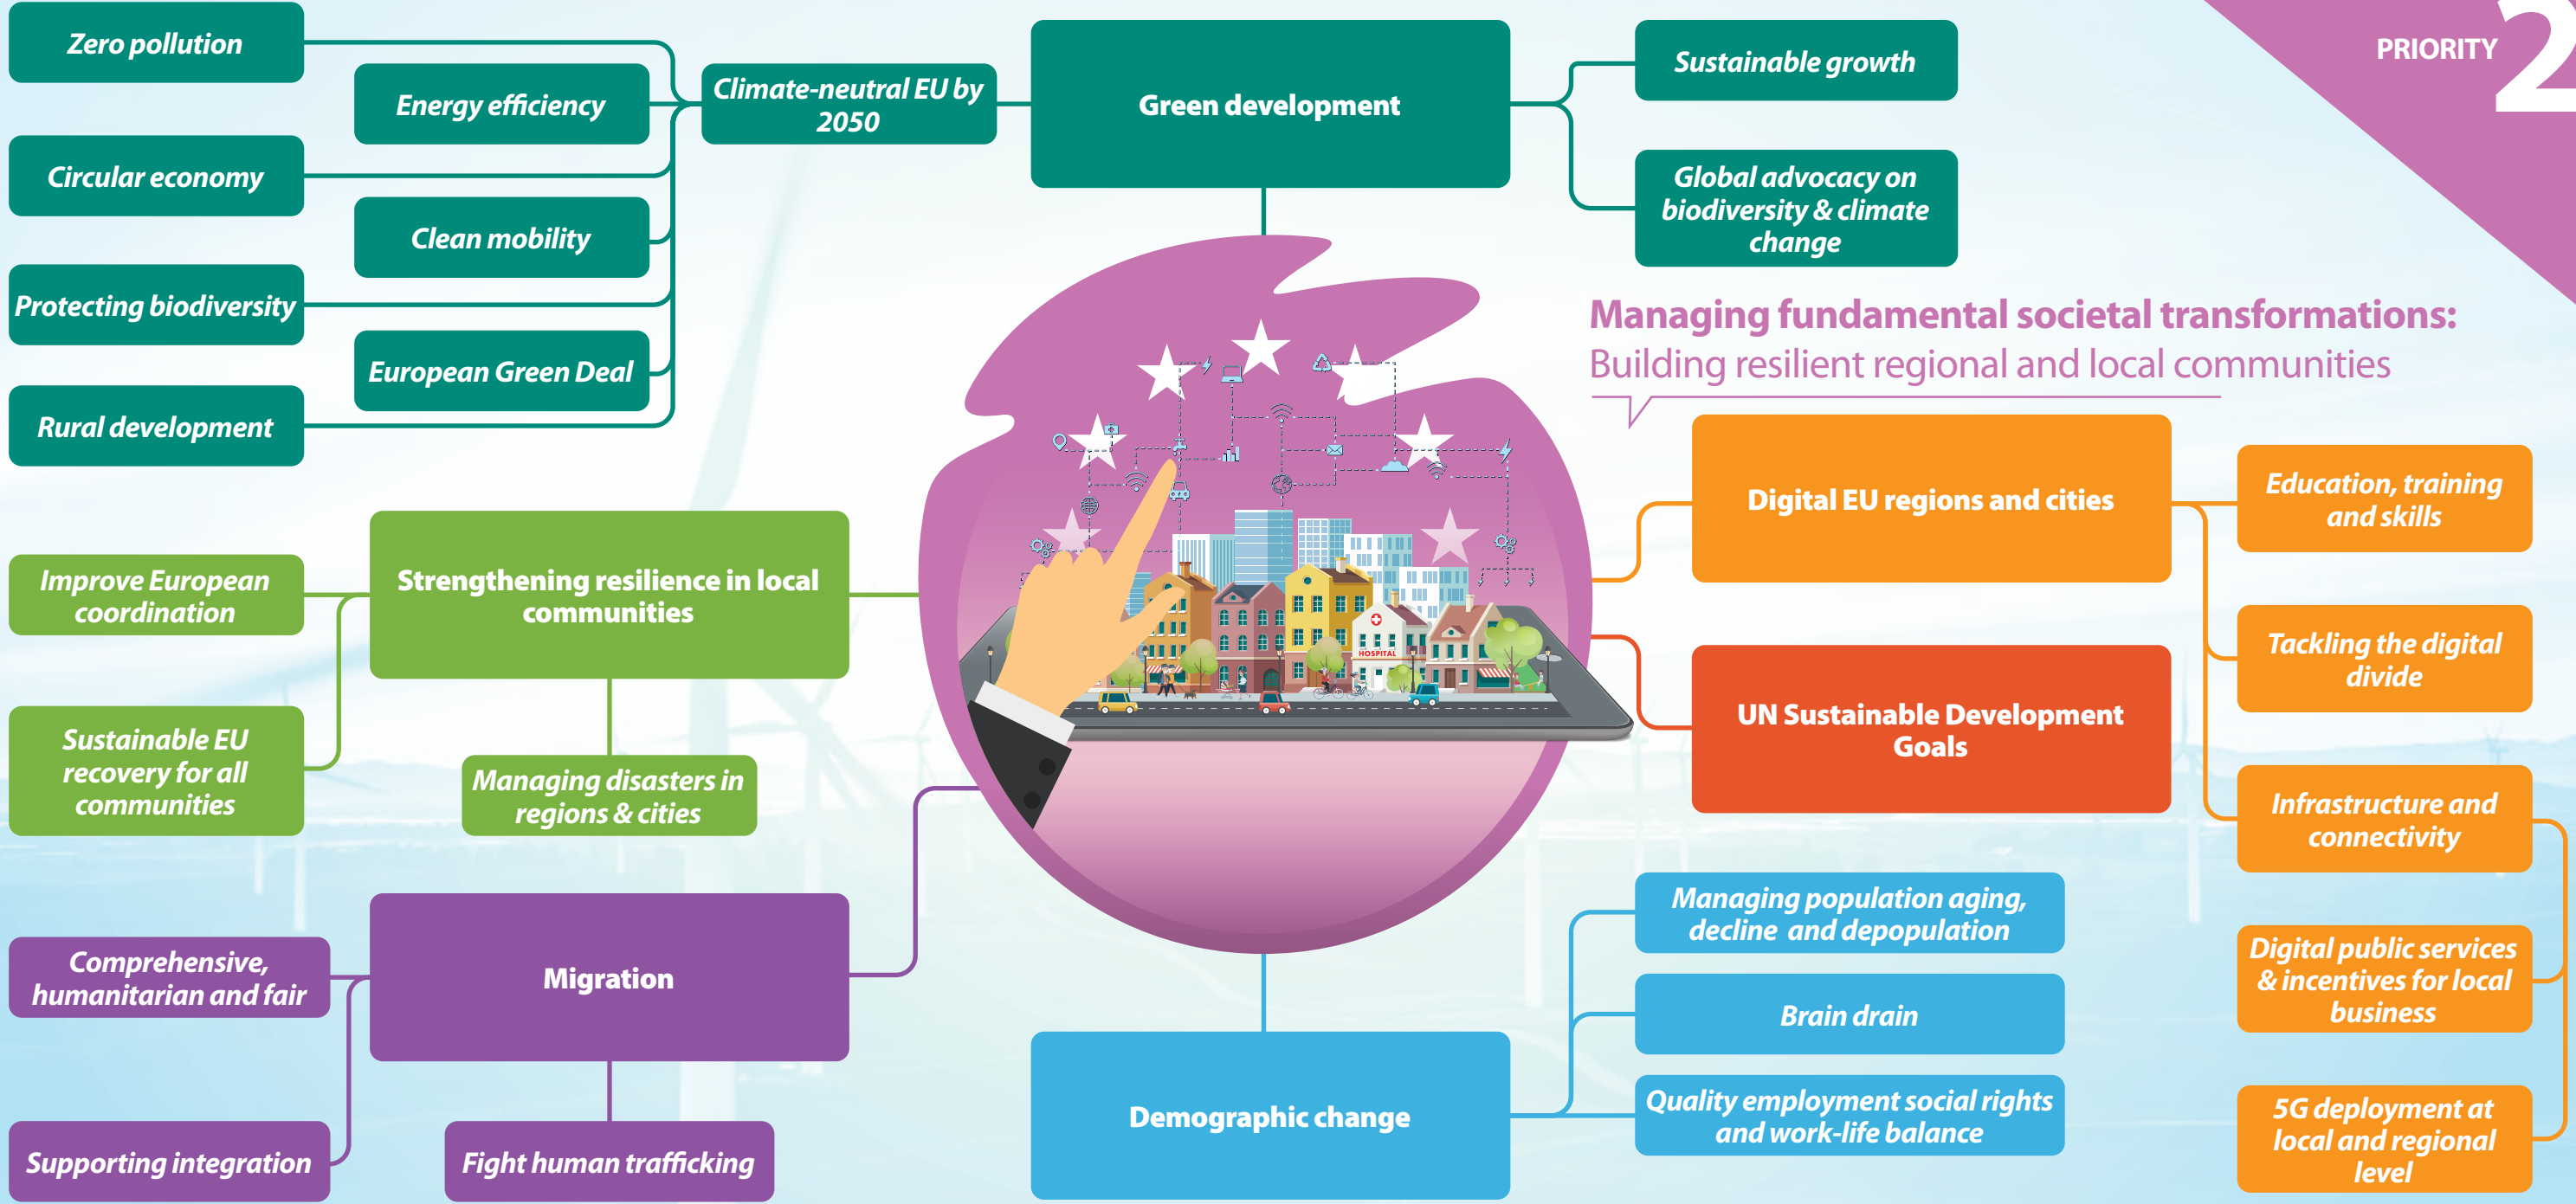 PRIORITY 2
Zero pollution
Energy efficiency
Circular economy
Clean mobility
Protecting biodiversity
European Green Deal
Rural development
Climate-neutral EU by
2050
Green development
Sustainable growth
Global advocacy on
biodiversity & climate
change
Managing fundamental societal transformations:
Building resilient regional and local communities
Strengthening resilience in local
communities
Improve European
coordination
Sustainable EU
recovery for all
communities
Managing disasters in
regions & cities
HOSPITAL
Digital EU regions and cities
Education, training
and skills
Tackling the digital
divide
Infrastructure and
connectivity
Digital public services
& incentives for local
business
5G deployment at
local and regional
level
UN Sustainable Development
Goals
Migration
Comprehensive,
humanitarian and fair
Supporting integration
Fight human trafficking
Demographic change
Managing population aging,
decline and depopulation
Brain drain
Quality employment social rights
and work-life balance